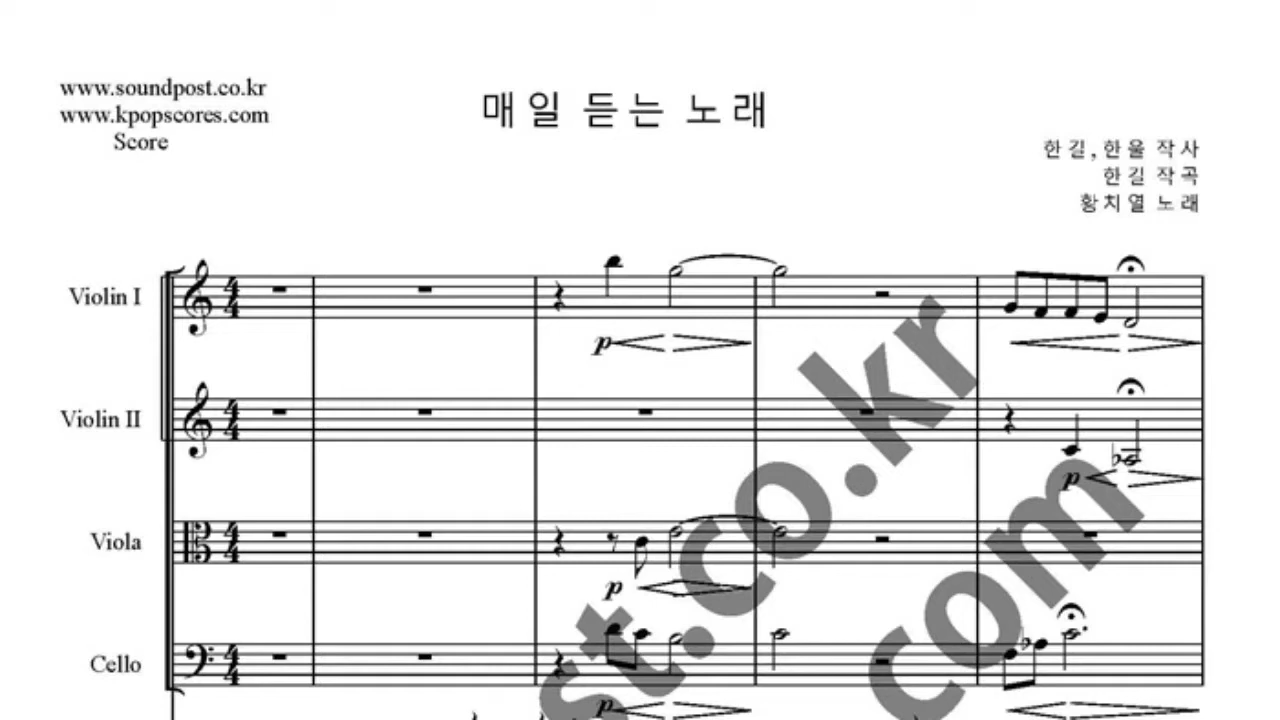 www.soundpost.co.kr
www.kpopscores.com
Score
매일 듣는 노래
한길, 한울 작사
한길 작곡
황치열 노래
Violin I
p
Violin II
p
Viola
p
Cello
p
st.co.kr
com